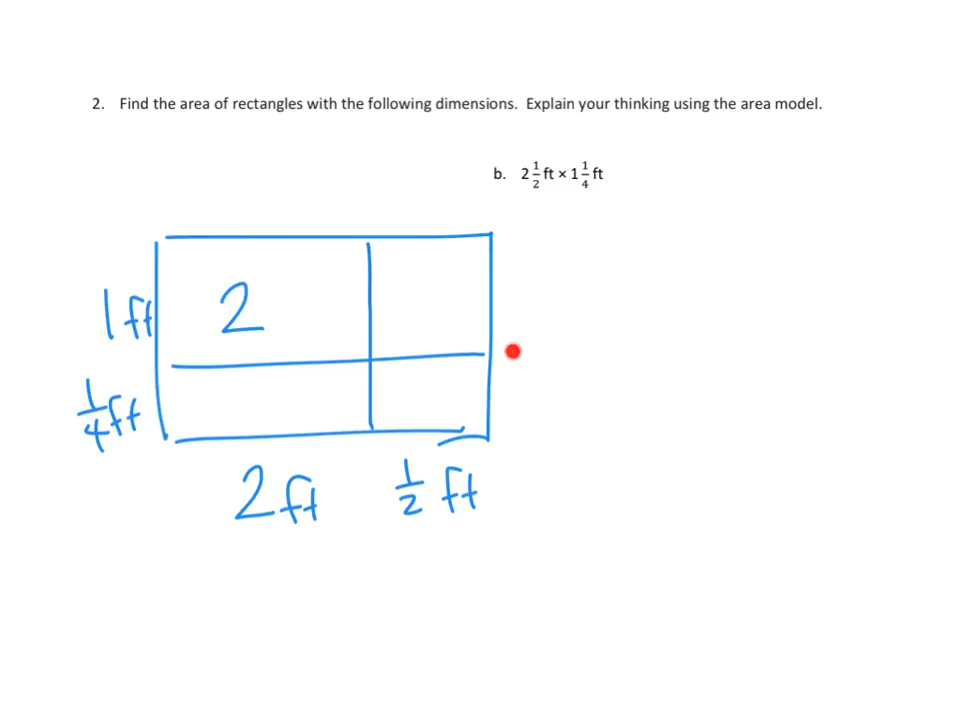 2. Find the area of rectangles with the following dimensions. Explain your thinking using the area model.
b. 2 1/2 ft × 1 1/4 ft
1 ft
2
1/4 ft
2 ft 1/2 ft